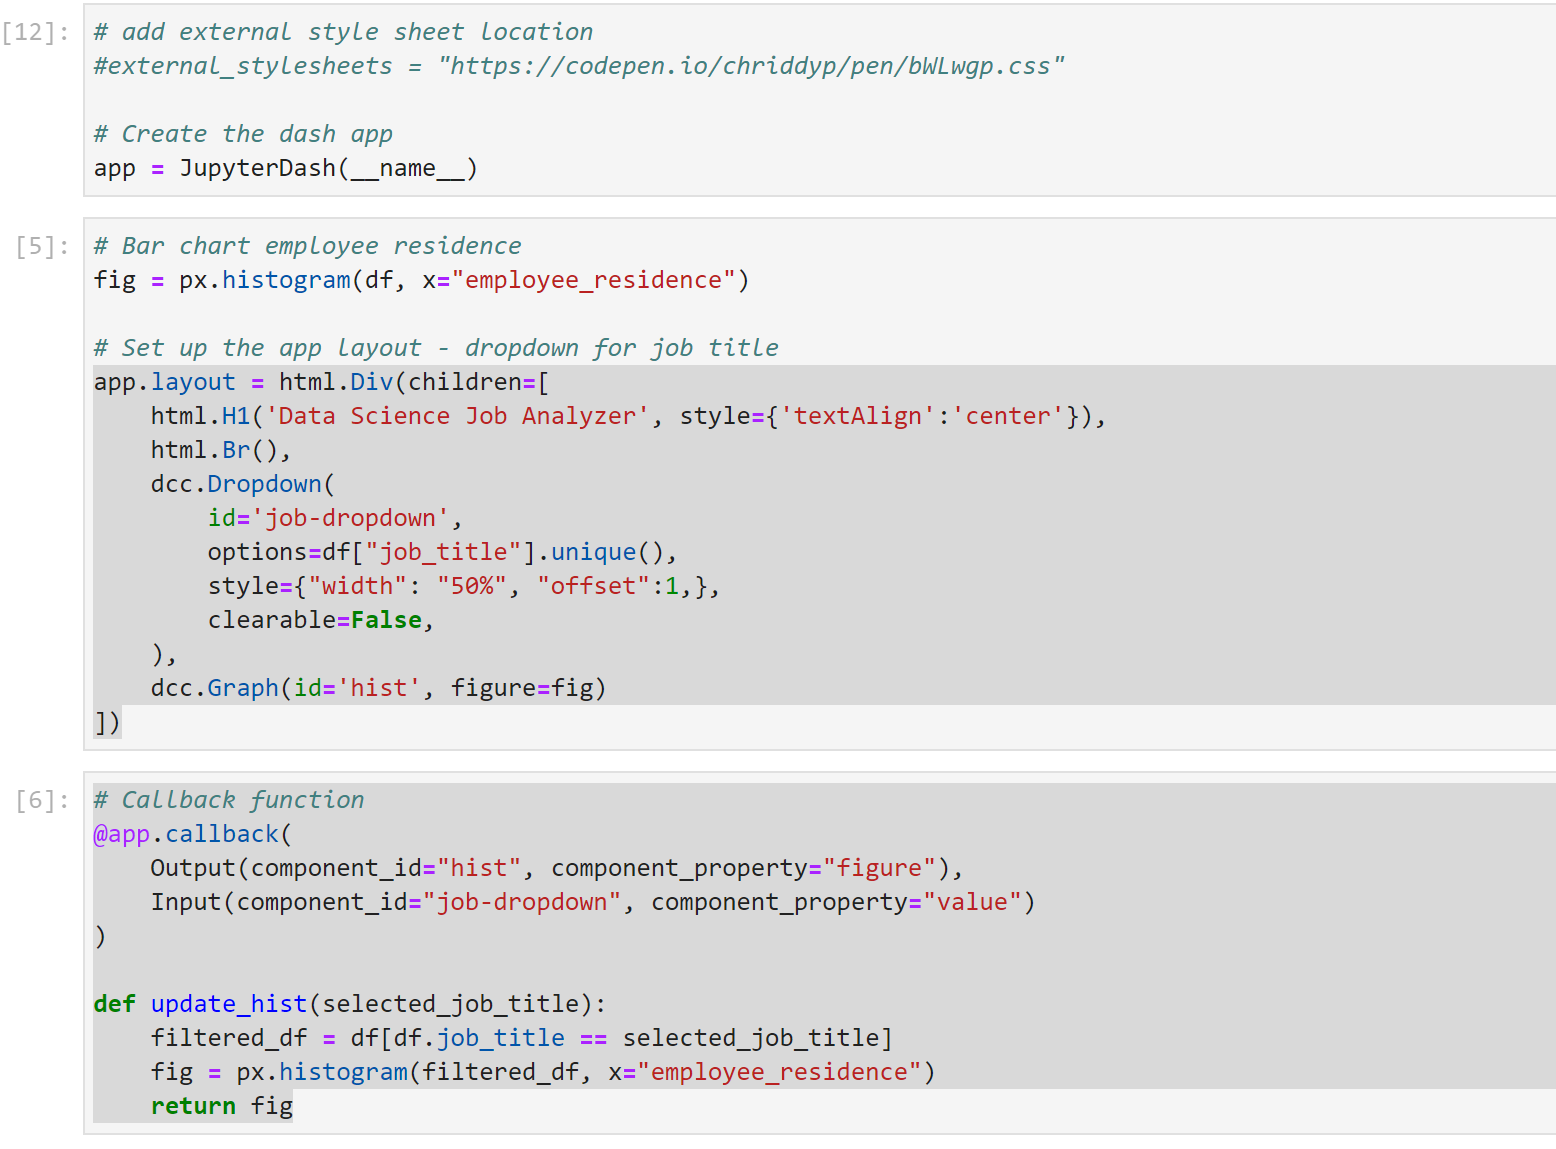 [12]:
# add external style sheet location
#external_stylesheets = "https://codepen.io/chriddyp/pen/bWLwgp.css"
# Create the dash app
app = JupyterDash(__name__)
[5]:
# Bar chart employee residence
fig = px.histogram(df, x="employee_residence")
# Set up the app layout - dropdown for job title
app.layout = html.Div(children=[
    html.H1('Data Science Job Analyzer', style={'textAlign':'center'}),
    html.Br(),
    dcc.Dropdown(
        id='job-dropdown',
        options=df["job_title"].unique(),
        style={"width": "50%", "offset":1,},
        clearable=False,
    ),
    dcc.Graph(id='hist', figure=fig)
])
[6]:
# Callback function
@app.callback(
    Output(component_id="hist", component_property="figure"),
    Input(component_id="job-dropdown", component_property="value")
)
def update_hist(selected_job_title):
    filtered_df = df[df.job_title == selected_job_title]
    fig = px.histogram(filtered_df, x="employee_residence")
    return fig